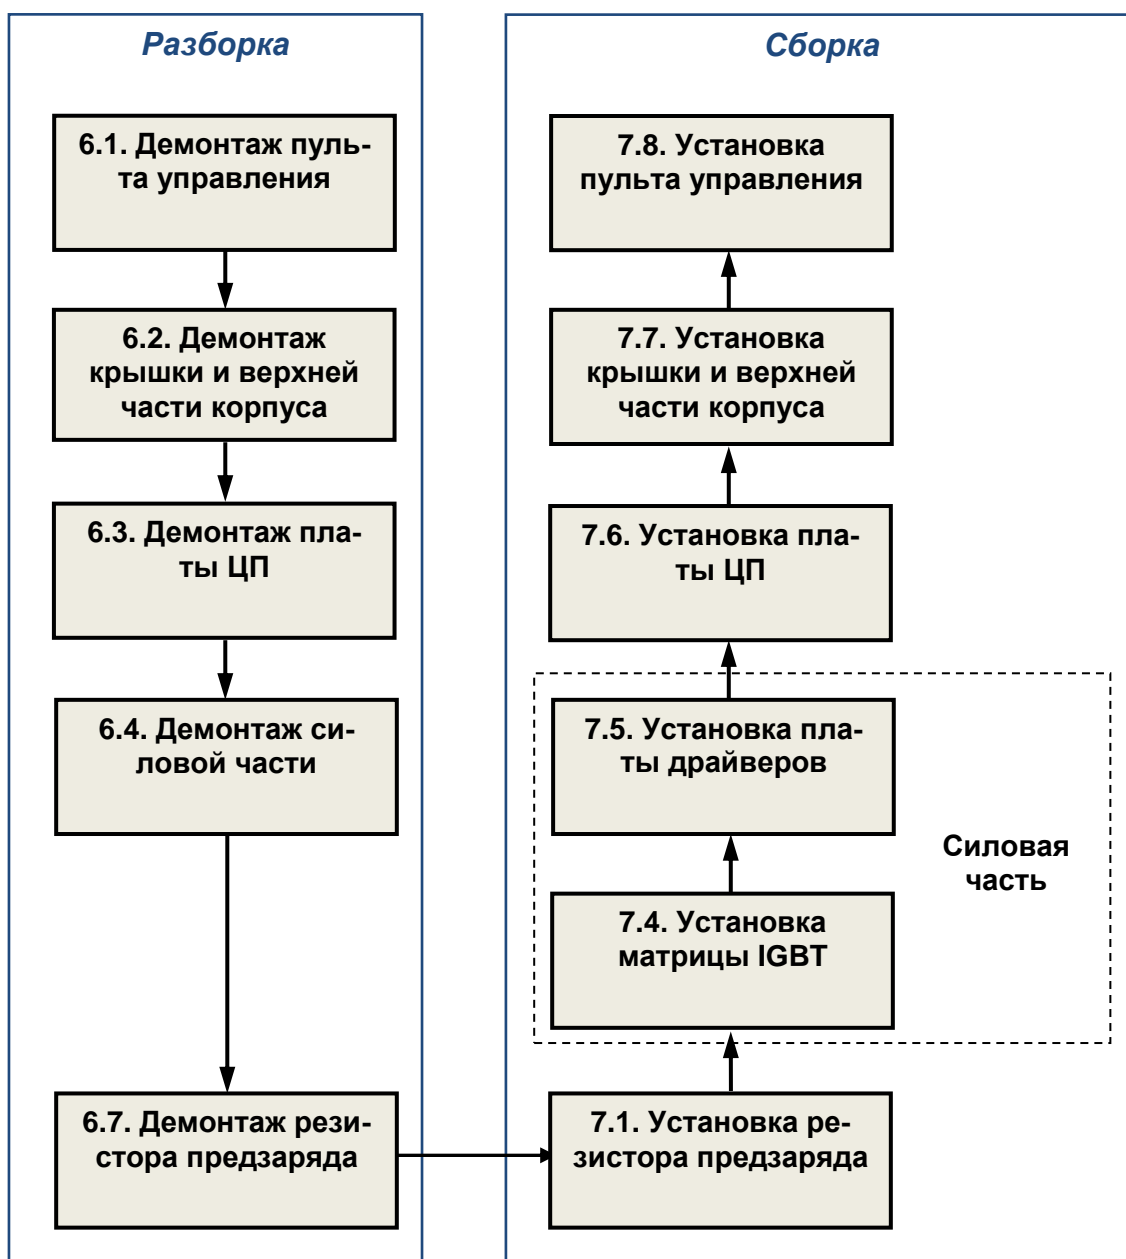 Разборка
6.1. Демонтаж пуль-
та управления
6.2. Демонтаж
крышки и верхней
части корпуса
6.3. Демонтаж пла-
ты ЦП
6.4. Демонтаж си-
ловой части
6.7. Демонтаж рези-
стора предзаряда
Сборка
7.8. Установка
пульта управления
7.7. Установка
крышки и верхней
части корпуса
7.6. Установка пла-
ты ЦП
7.5. Установка пла-
ты драйверов
Силовая
часть
7.4. Установка
матрицы IGBT
7.1. Установка ре-
зистора предзаряда